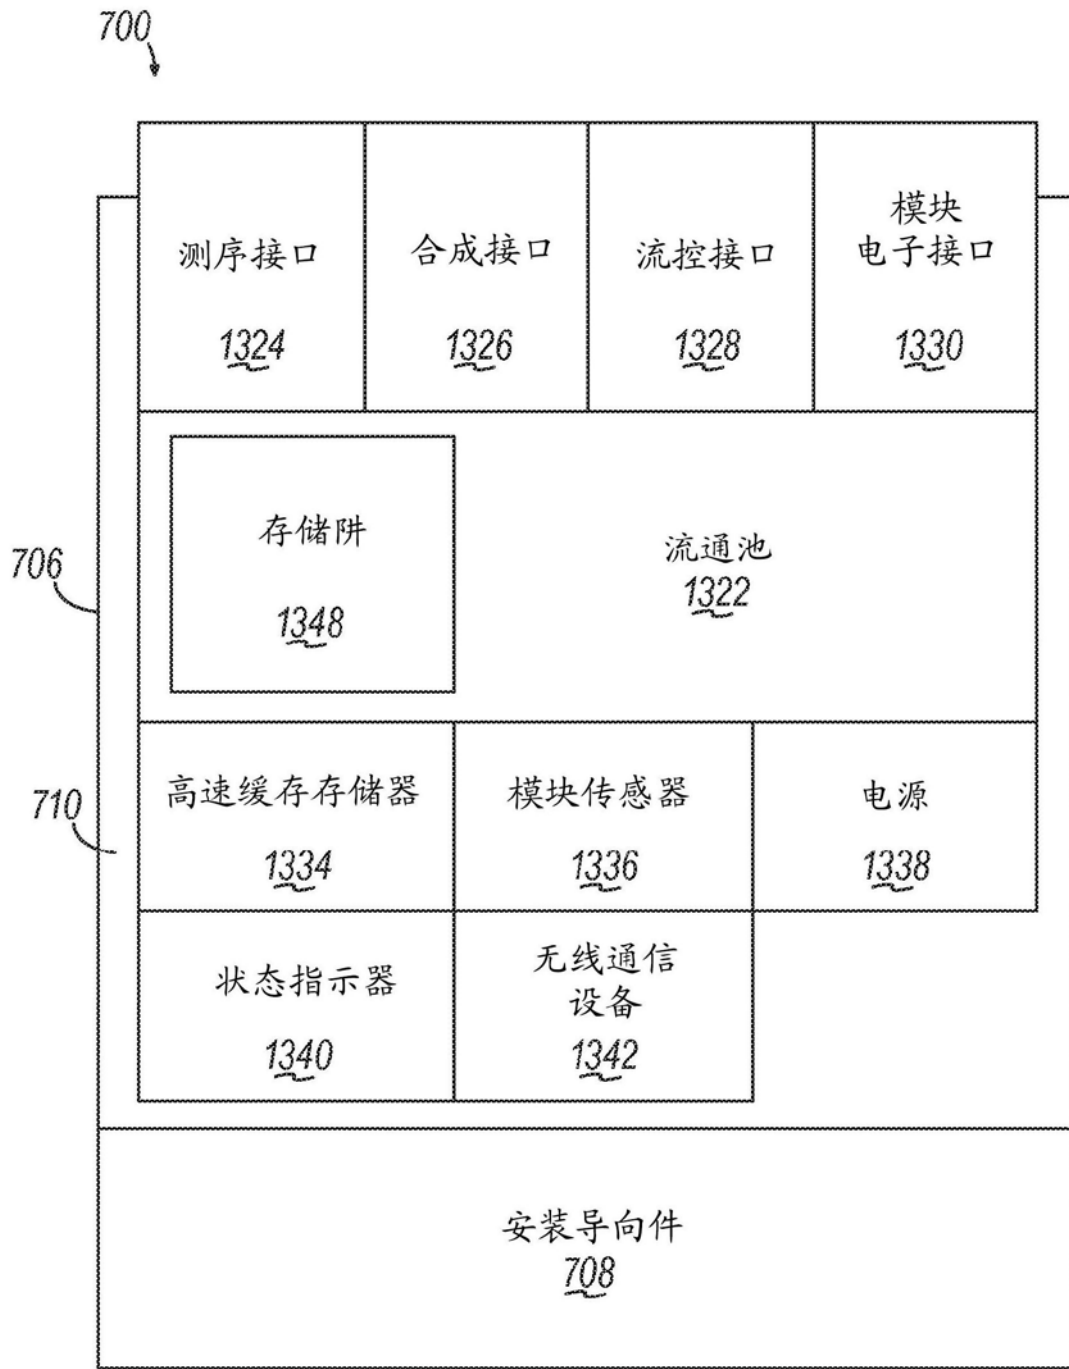 700
测序接口
1324
合成接口
1326
流控接口
1328
模块
电子接口
1330
706
存储阱
1348
流通池
1322
710
高速缓存存储器
1334
模块传感器
1336
电源
1338
状态指示器
1340
无线通信
设备
1342
安装导向件
708